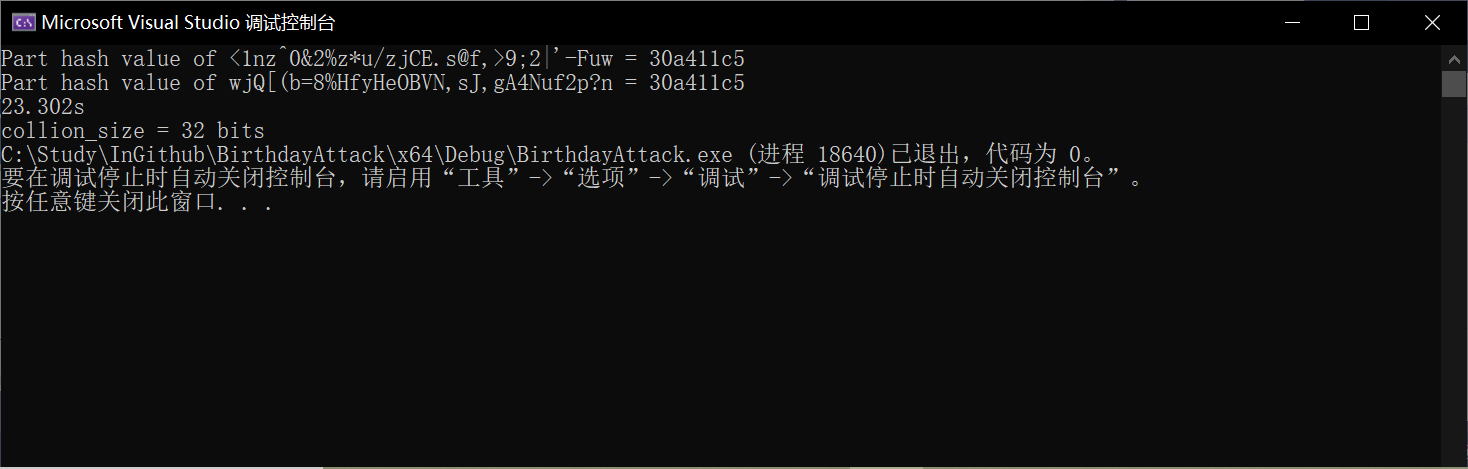 Microsoft Visual Studio 调试控制台
Part hash value of <1nz^0&2%z*u/zjCE.s@f,>9;2|'-Fuw = 30a411c5
Part hash value of wjQ[(b=8%HfyHeOBVN,sJ,gA4Nuf2p?n = 30a411c5
23.302s
collion_size = 32 bits
C:\Study\InGithub\BirthdayAttack\x64\Debug\BirthdayAttack.exe (进程 18640)已退出，代码为 0。
要在调试停止时自动关闭控制台，请启用“工具”->“选项”->“调试”->“调试停止时自动关闭控制台”。
按任意键关闭此窗口. . .